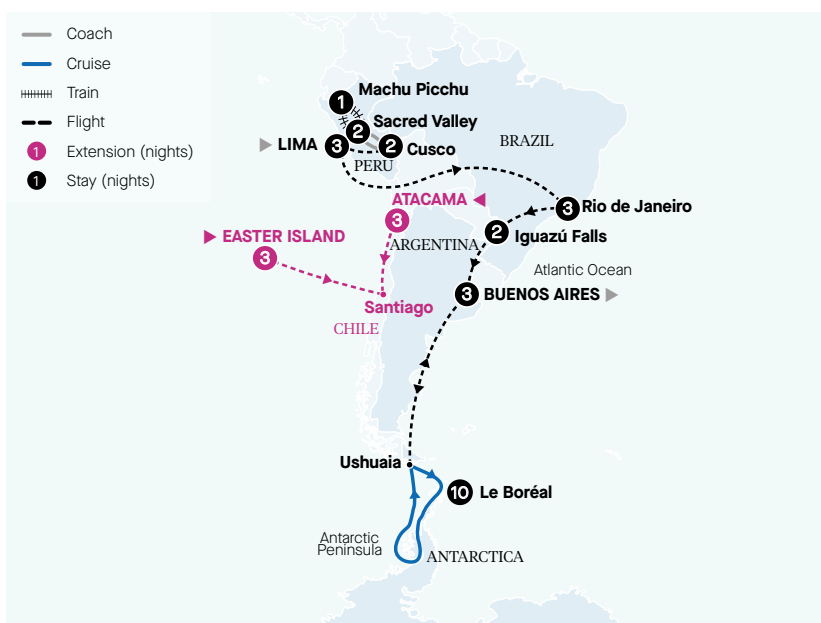 Coach
Cruise
Train
Flight
1 Extension (nights)
1 Stay (nights)
Machu Picchu
1
Sacred Valley
2
LIMA
3
2
Cusco
PERU
BRAZIL
ATACAMA
3
Rio de Janeiro
3
EASTER ISLAND
3
ARGENTINA
2
Iguazú Falls
Atlantic Ocean
3
BUENOS AIRES
Santiago
CHILE
Ushuaia
10
Le Boréal
Antarctic
Peninsula
ANTARCTICA